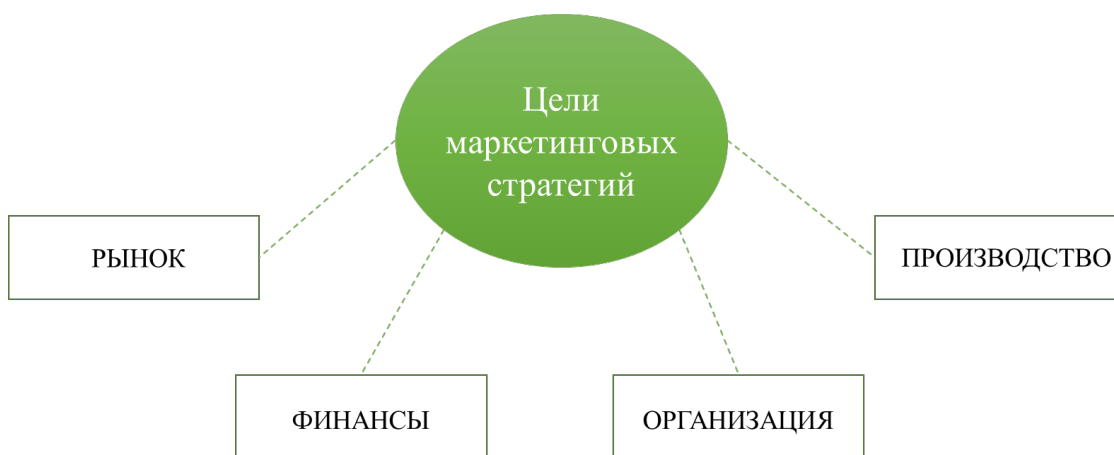 Цели
маркетинговых
стратегий
РЫНОК
ПРОИЗВОДСТВО
ФИНАНСЫ
ОРГАНИЗАЦИЯ